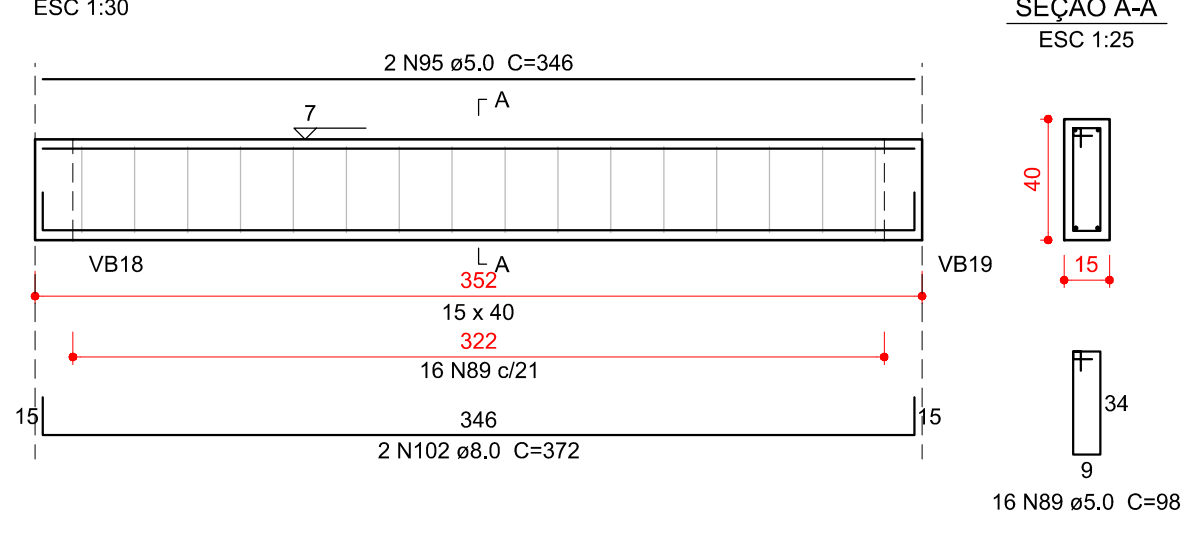 ESC 1:30
SEÇÃO A-A
ESC 1:25
2 N95 ø5.0 C=346
A
7
40
A
VB18
VB19
352
15
15 x 40
322
16 N89 c/21
15
346
15
34
2 N102 ø8.0 C=372
9
16 N89 ø5.0 C=98